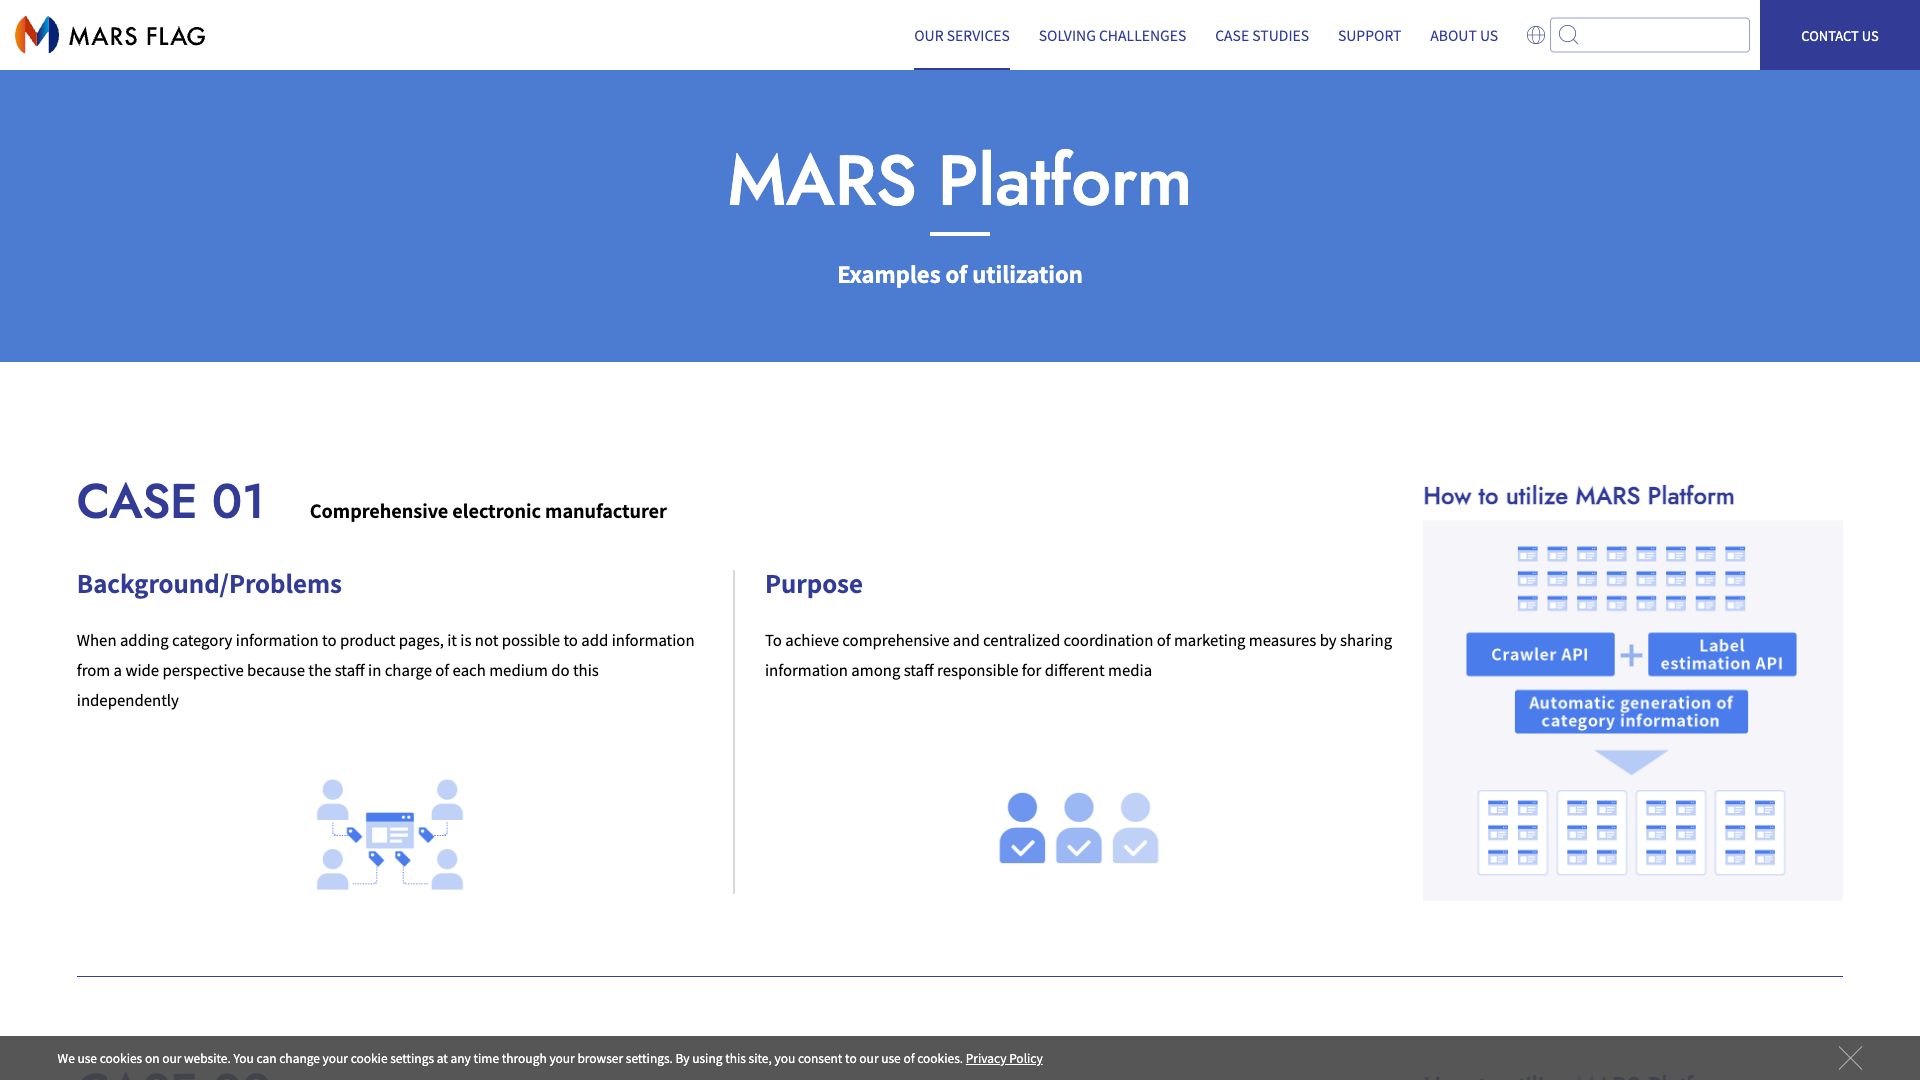 MARS FLAG
OUR SERVICES
SOLVING CHALLENGES
CASE STUDIES
SUPPORT
ABOUT US
CONTACT US
MARS Platform
Examples of utilization
CASE 01
Comprehensive electronic manufacturer
Background/Problems
When adding category information to product pages, it is not possible to add information
from a wide perspective because the staff in charge of each medium do this
independently
Purpose
To achieve comprehensive and centralized coordination of marketing measures by sharing
information among staff responsible for different media
How to utilize MARS Platform
Crawler API
Label
estimation API
Automatic generation of
category information
We use cookies on our website. You can change your cookie settings at any time through your browser settings. By using this site, you consent to our use of cookies. Privacy Policy